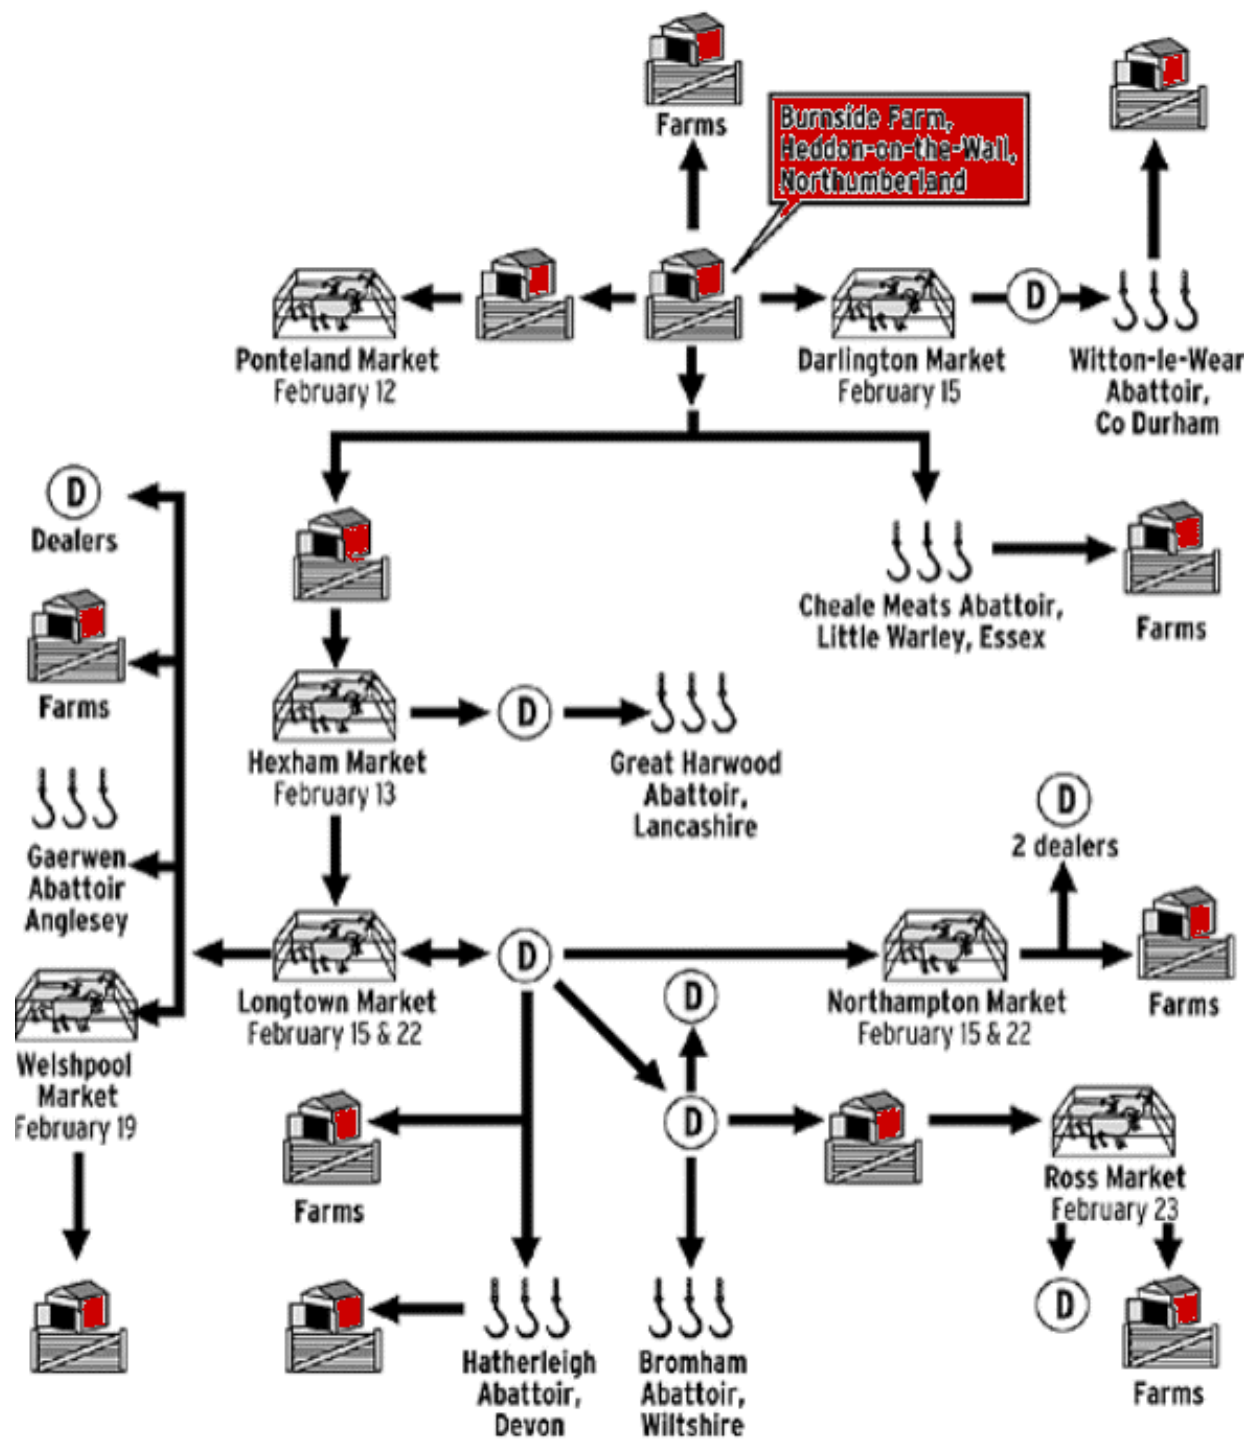 Farms
Burnside Farm,
Heddon-on-the-Wall,
Northumberland
D
Ponteland Market
February 12
Darlington Market
February 15
Witton-le-Wear
Abattoir,
Co Durham
D
Dealers
Cheale Meats Abattoir,
Little Warley, Essex
Farms
Farms
D
Hexham Market
February 13
Great Harwood
Abattoir,
Lancashire
D
2 dealers
Gaerwen
Abattoir
Anglesey
D
D
Longtown Market
February 15 & 22
Northampton Market
February 15 & 22
Farms
Welshpool
Market
February 19
D
Farms
Ross Market
February 23
D
Hatherleigh
Abattoir,
Devon
Bromham
Abattoir,
Wiltshire
Farms